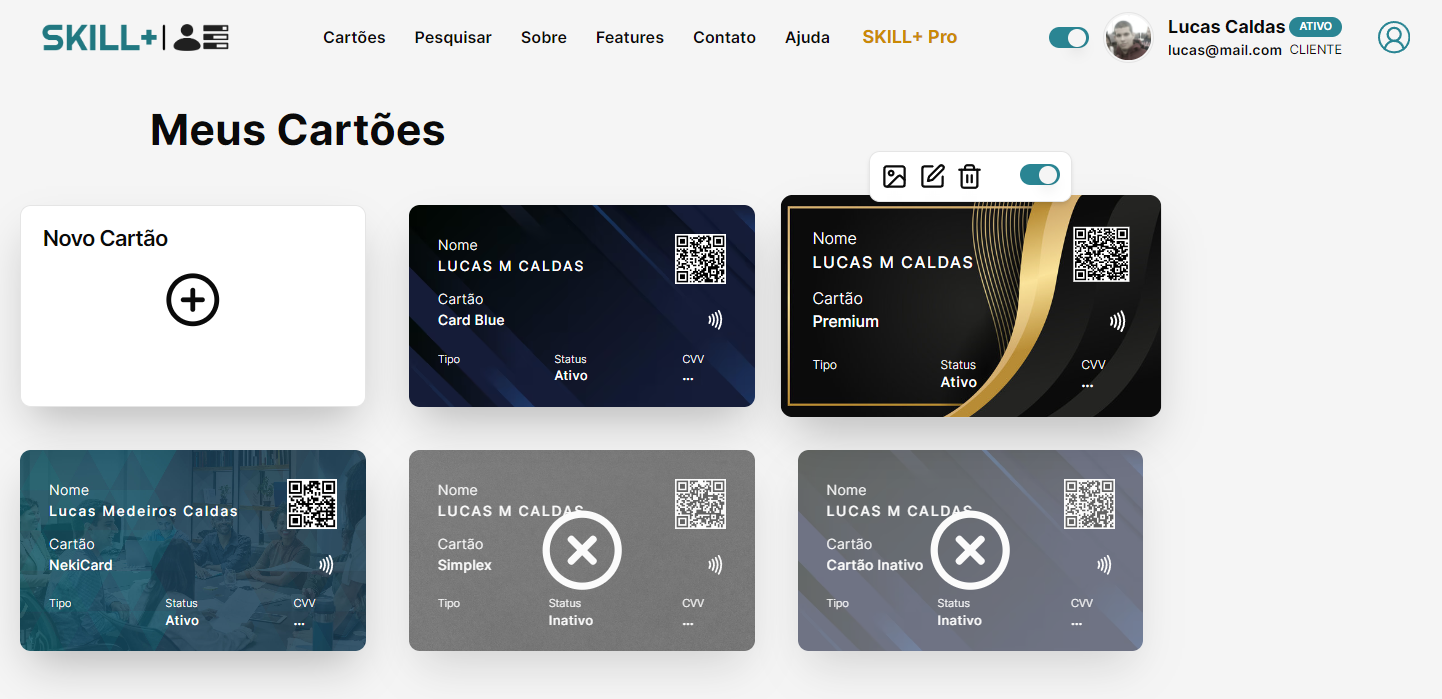 SKILL+
Cartões Pesquisar Sobre Features Contato Ajuda SKILL+ Pro
Lucas Caldas ATIVO
lucas@mail.com CLIENTE
Meus Cartões
Novo Cartão
Nome
LUCAS M CALDAS
Cartão
Card Blue
Tipo Status CVV
Ativo ...
Nome
LUCAS M CALDAS
Cartão
Premium
Tipo Status CVV
Ativo ...
Nome
Lucas Medeiros Caldas
Cartão
NekiCard
Tipo Status CVV
Ativo ...
Nome
LUCAS M CALDAS
Cartão
Simplex
Tipo Status CVV
Inativo ...
Nome
LUCAS M CALDAS
Cartão
Cartão Inativo
Tipo Status CVV
Inativo ...